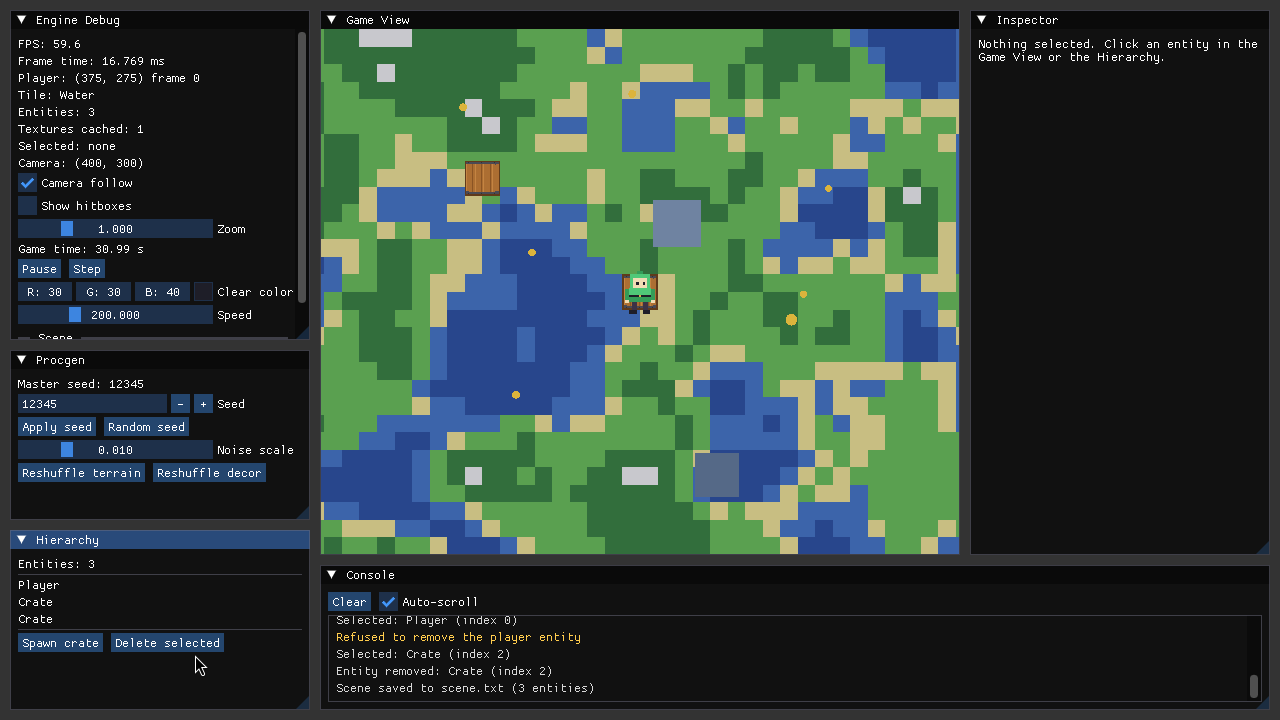 Engine Debug
FPS: 59.6
Frame time: 16.769 ms
Player: (375, 275) frame 0
Tile: Water
Entities: 3
Textures cached: 1
Selected: none
Camera: (400, 300)
Camera follow
Show hitboxes
1.000 Zoom
Game time: 30.99 s
Pause Step
R: 30 G: 30 B: 40 Clear color
200.000 Speed
Scene
Procgen
Master seed: 12345
12345 - + Seed
Apply seed Random seed
0.010 Noise scale
Reshuffle terrain Reshuffle decor
Hierarchy
Entities: 3
Player
Crate
Crate
Spawn crate Delete selected
Game View
Inspector
Nothing selected. Click an entity in the
Game View or the Hierarchy.
Console
Clear Auto-scroll
Selected: Player (index 0)
Refused to remove the player entity
Selected: Crate (index 2)
Entity removed: Crate (index 2)
Scene saved to scene.txt (3 entities)